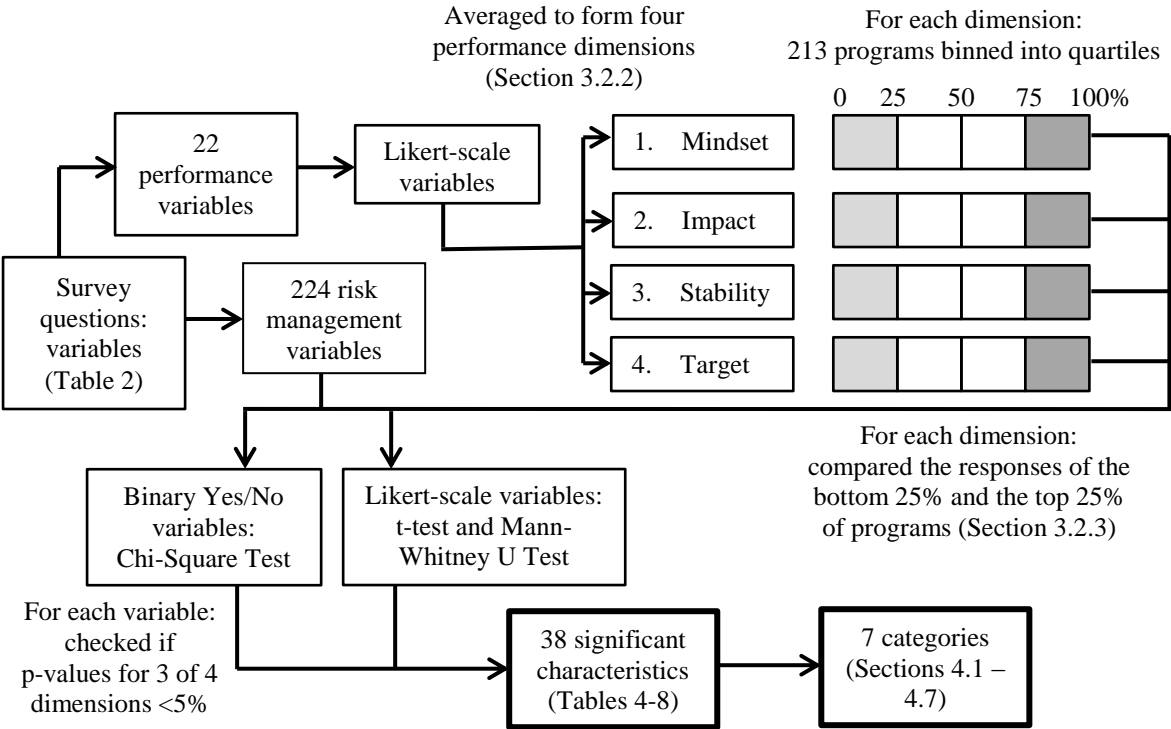 Averaged to form four
performance dimensions
(Section 3.2.2)
For each dimension:
213 programs binned into quartiles
0 25 50 75 100%
22
performance
variables
Likert-scale
variables
1. Mindset
2. Impact
3. Stability
4. Target
Survey
questions:
variables
(Table 2)
224 risk
management
variables
For each dimension:
compared the responses of the
bottom 25% and the top 25%
of programs (Section 3.2.3)
Binary Yes/No
variables:
Chi-Square Test
Likert-scale variables:
t-test and Mann-
Whitney U Test
For each variable:
checked if
p-values for 3 of 4
dimensions <5%
38 significant
characteristics
(Tables 4-8)
7 categories
(Sections 4.1 –
4.7)